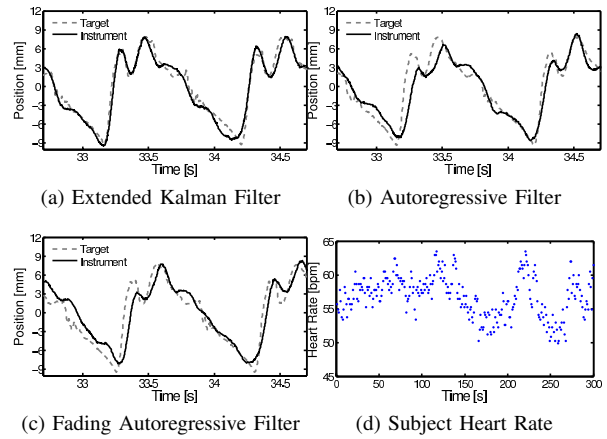 12
9
6
3
0
−3
−6
−9
Position [mm]
Target
Instrument
33 33.5 34 34.5
Time [s]
(a) Extended Kalman Filter
12
9
6
3
0
−3
−6
−9
Position [mm]
Target
Instrument
33 33.5 34 34.5
Time [s]
(b) Autoregressive Filter
12
9
6
3
0
−3
−6
−9
Position [mm]
Target
Instrument
33 33.5 34 34.5
Time [s]
(c) Fading Autoregressive Filter
65
60
55
50
45
Heart Rate [bpm]
0 50 100 150 200 250 300
Time [s]
(d) Subject Heart Rate